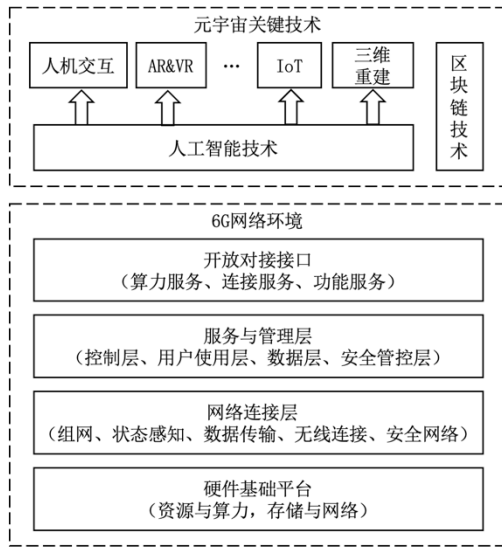 元宇宙关键技术
人机交互
AR&VR
…
IoT
三维
重建
区块链技术
人工智能技术
6G网络环境
开放对接接口
(算力服务、连接服务、功能服务)
服务与管理层
(控制层、用户使用层、数据层、安全管控层)
网络连接层
(组网、状态感知、数据传输、无线连接、安全网络)
硬件基础平台
(资源与算力,存储与网络)